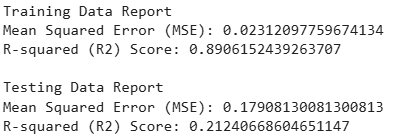 Training Data Report
Mean Squared Error (MSE): 0.02312097759674134
R-squared (R2) Score: 0.8906152439263707
Testing Data Report
Mean Squared Error (MSE): 0.17908130081300813
R-squared (R2) Score: 0.21240668604651147